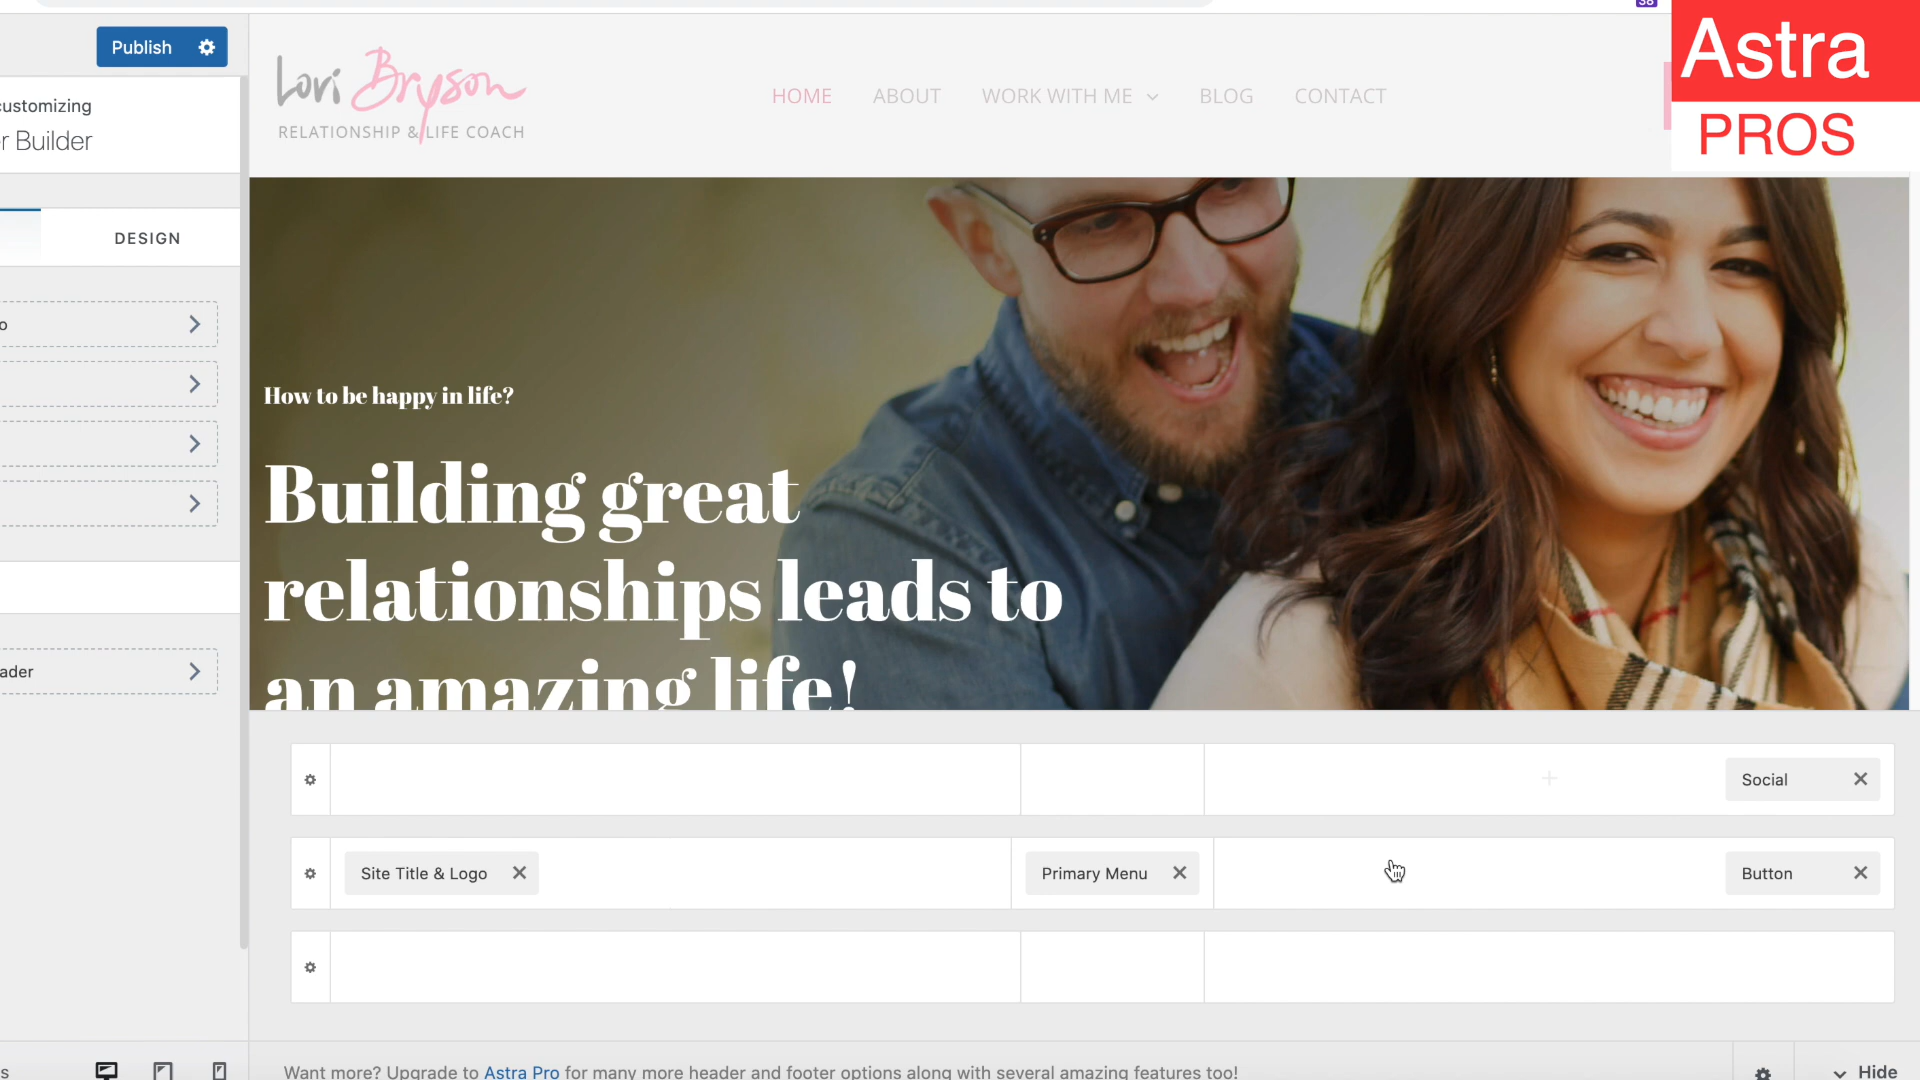 38
Publish
Astra
PROS
Lori Bryson
RELATIONSHIP & LIFE COACH
HOME
ABOUT
WORK WITH ME
BLOG
CONTACT
customizing
r Builder
DESIGN
o
How to be happy in life?
Building great
relationships leads to
an amazing life!
ader
Social
Site Title & Logo
Primary Menu
Button
s
Want more? Upgrade to Astra Pro for many more header and footer options along with several amazing features too!
Hide